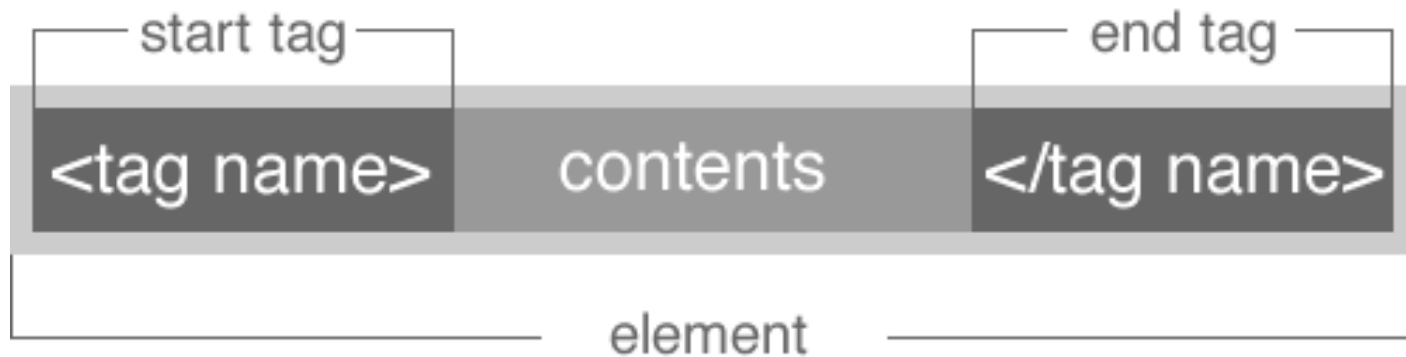 start tag end tag
<tag name> contents </tag name>
element